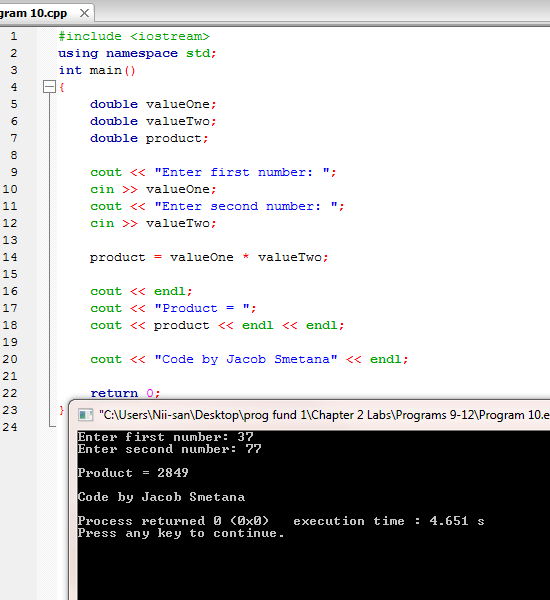 gram 10.cpp
1 #include <iostream>
2 using namespace std;
3 int main()
4 {
5 double valueOne;
6 double valueTwo;
7 double product;
8
9 cout << "Enter first number: ";
10 cin >> valueOne;
11 cout << "Enter second number: ";
12 cin >> valueTwo;
13
14 product = valueOne * valueTwo;
15
16 cout << endl;
17 cout << "Product = ";
18 cout << product << endl << endl;
19
20 cout << "Code by Jacob Smetana" << endl;
21
22 return 0;
23 }
24
"C:\Users\Nii-san\Desktop\prog fund 1\Chapter 2 Labs\Programs 9-12\Program 10.e
Enter first number: 37
Enter second number: 77
Product = 2849
Code by Jacob Smetana
Process returned 0 (0x0) execution time : 4.651 s
Press any key to continue.